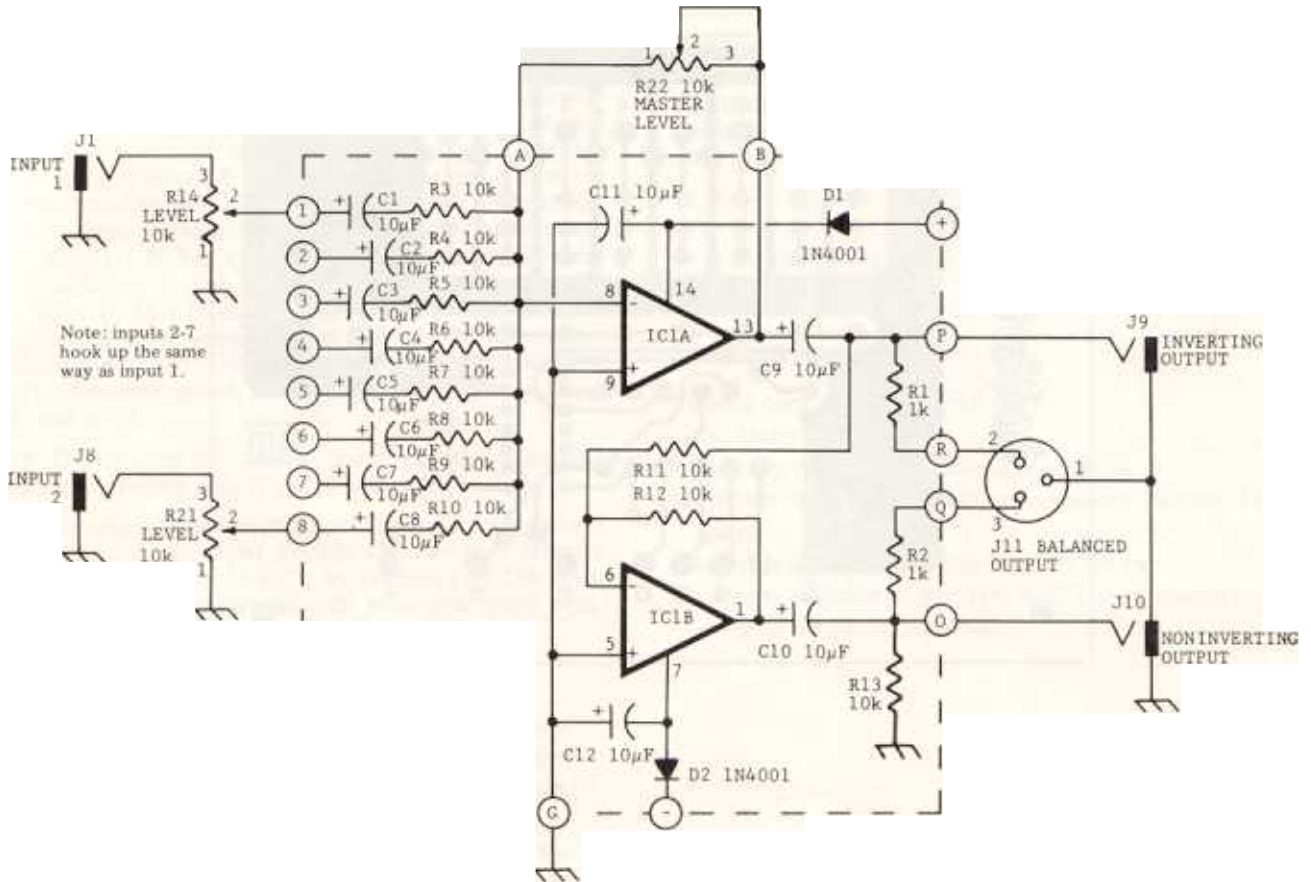 1 2 3
R22 10k
MASTER
LEVEL
A
B
J1
INPUT
1
3
R14
LEVEL
10k
2
1
1
+
C1
10µF
R3 10k
2
+
C2
10µF
R4 10k
3
+
C3
10µF
R5 10k
4
+
C4
10µF
R6 10k
5
+
C5
10µF
R7 10k
6
+
C6
10µF
R8 10k
7
+
C7
10µF
R9 10k
8
+
C8
10µF
R10 10k
Note: inputs 2-7
hook up the same
way as input 1.
J8
INPUT
2
3
R21
LEVEL
10k
2
1
C11 10µF
+
D1
1N4001
+
8
-
14
IC1A
13
+
9
+
C9 10µF
P
J9
INVERTING
OUTPUT
R1
1k
R
2
1
Q
3
J11 BALANCED
OUTPUT
R11 10k
R12 10k
R2
1k
6
-
IC1B
1
5
+
7
+
C10 10µF
O
J10
NONINVERTING
OUTPUT
R13
10k
+
C12 10µF
D2 1N4001
G
-